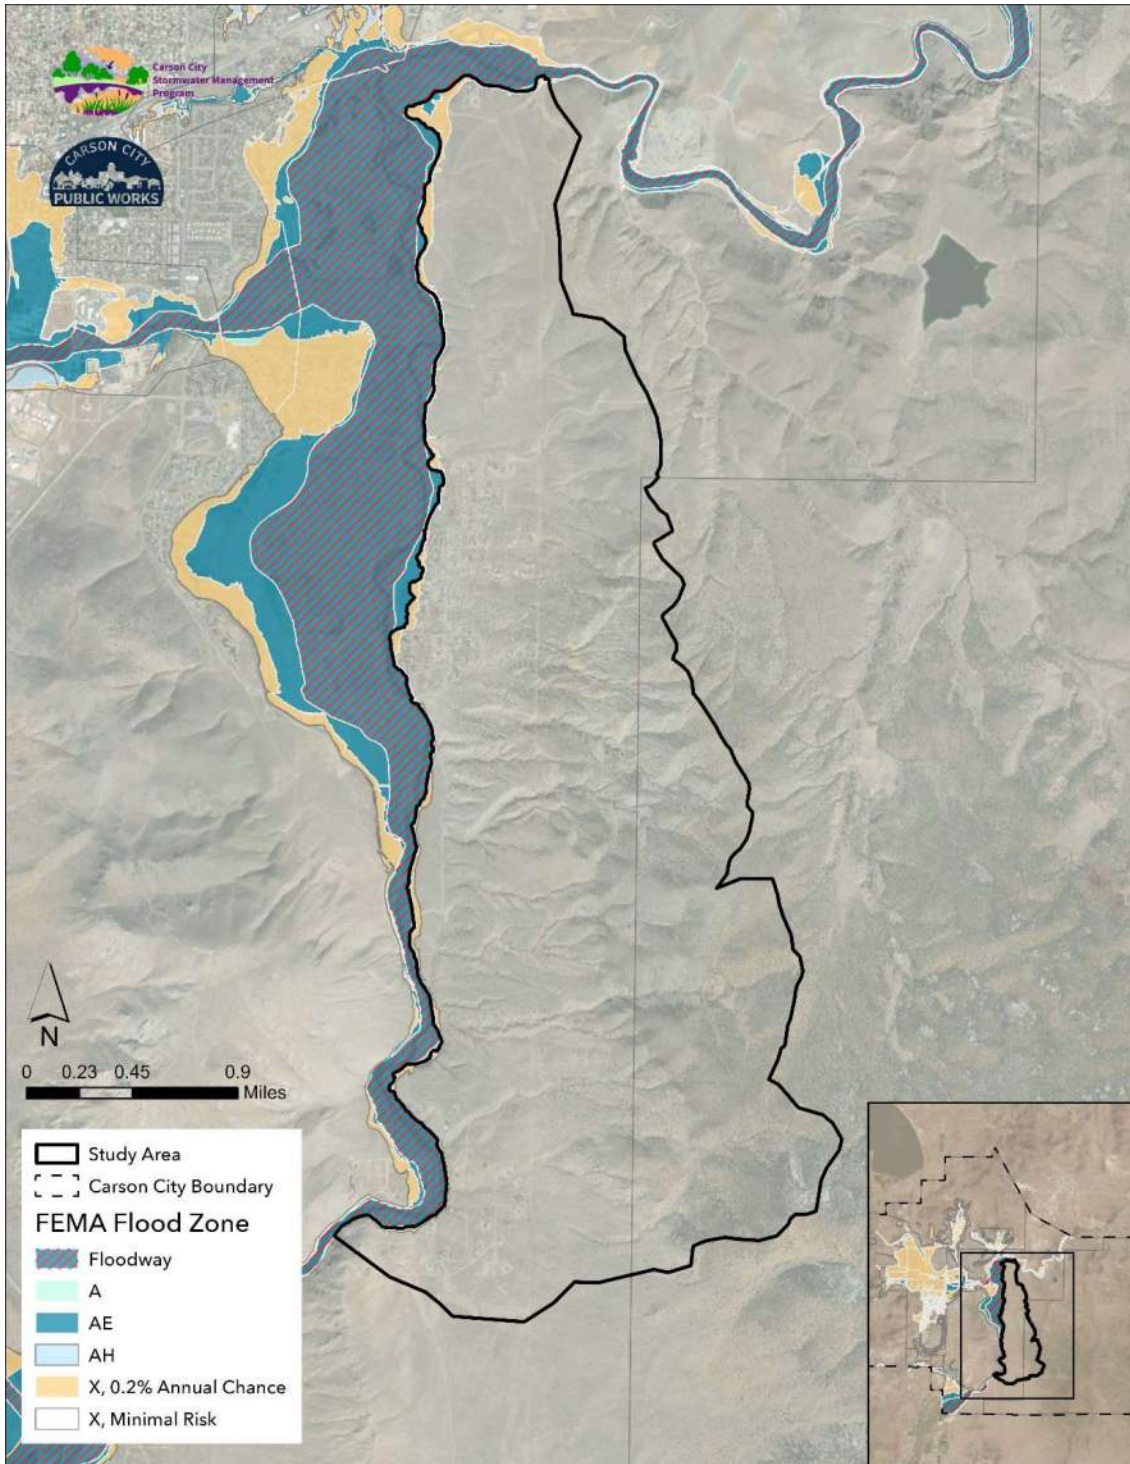 Carson City
Stormwater Management
Program
CARSON CITY
PUBLIC WORKS
N
0 0.23 0.45 0.9
Miles
Study Area
Carson City Boundary
FEMA Flood Zone
Floodway
A
AE
AH
X, 0.2% Annual Chance
X, Minimal Risk